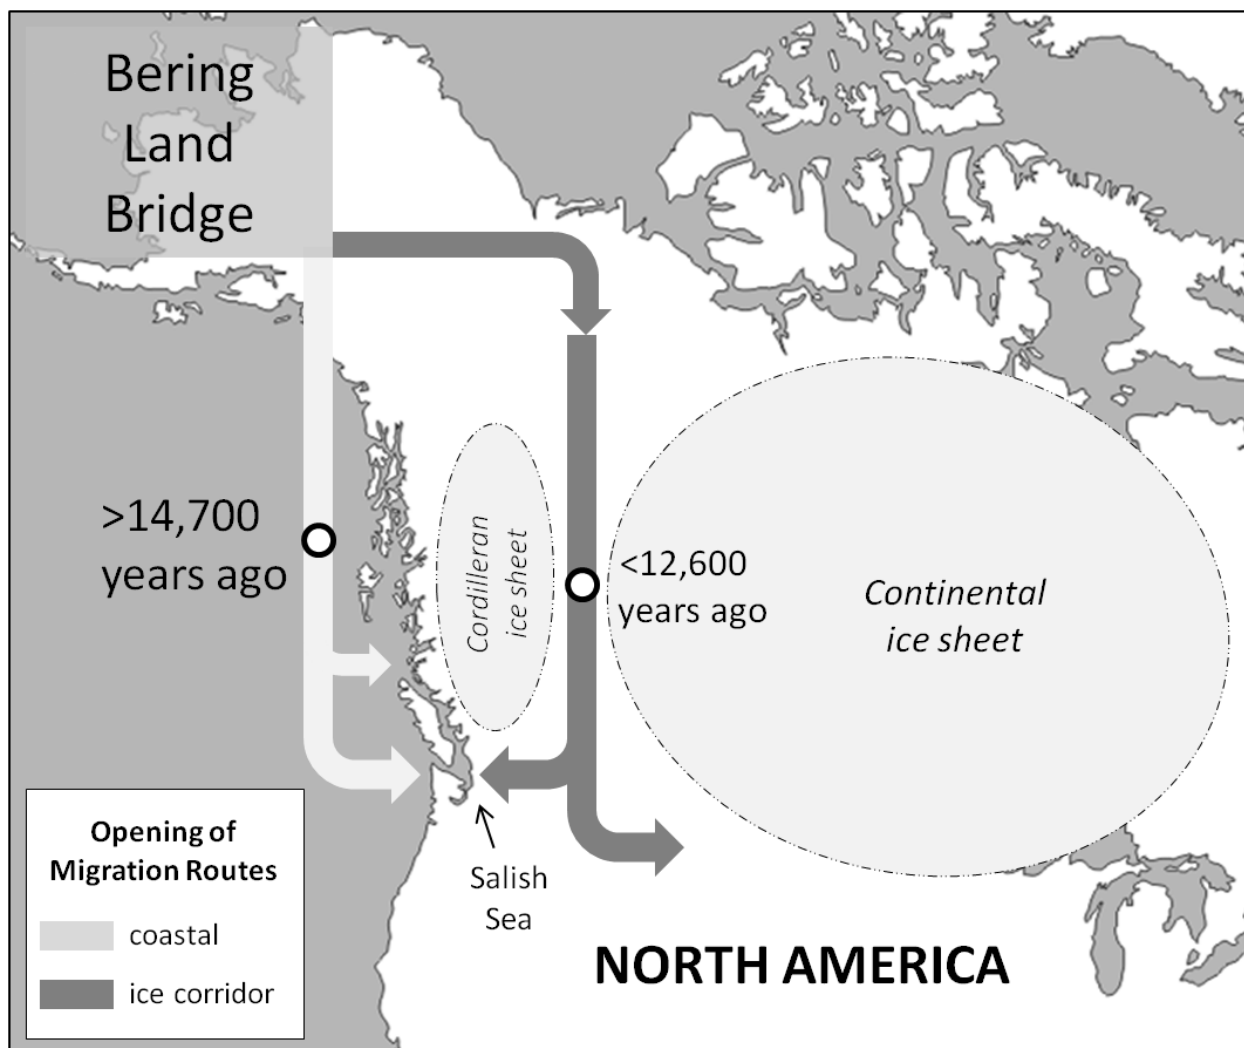 Bering
Land
Bridge
>14,700
years ago
Cordilleran
ice sheet
<12,600
years ago
Continental
ice sheet
Opening of
Migration Routes
coastal
ice corridor
Salish
Sea
NORTH AMERICA